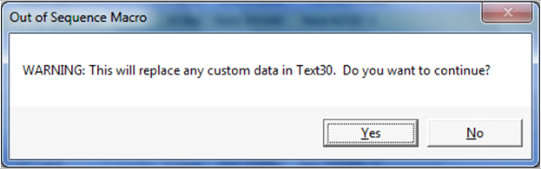 Out of Sequence Macro
WARNING: This will replace any custom data in Text30.  Do you want to continue?
Yes
No